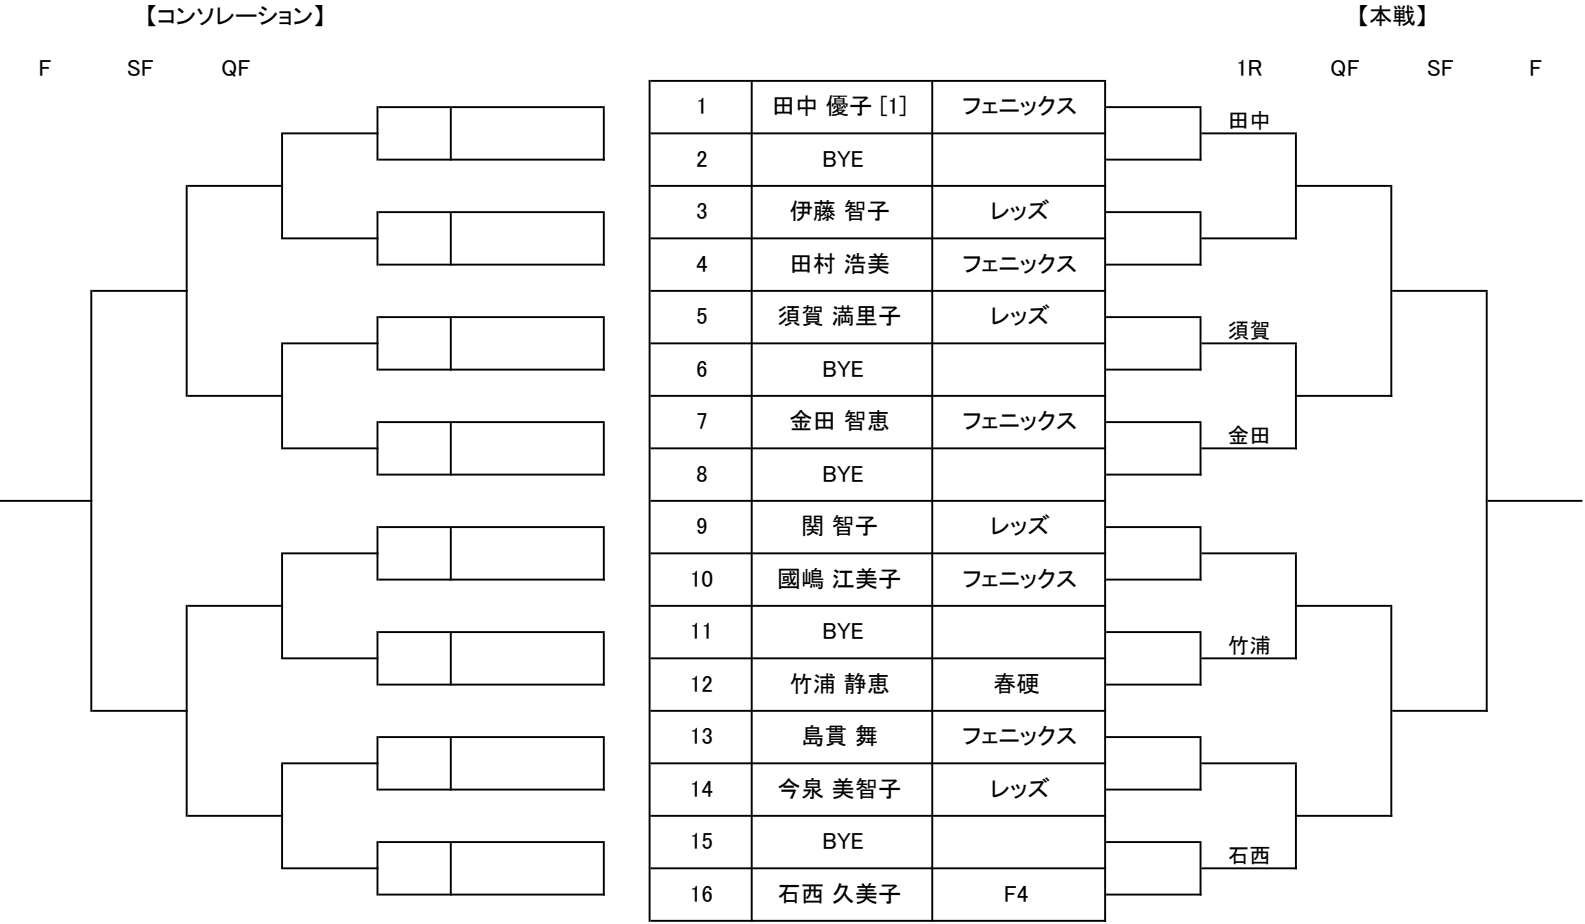 【コンソレーション】 【本戦】
F SF QF 1R QF SF F
1 田中 優子 [1] フェニックス
田中
2 BYE
3 伊藤 智子 レッズ
4 田村 浩美 フェニックス
5 須賀 満里子 レッズ
須賀
6 BYE
7 金田 智恵 フェニックス
金田
8 BYE
9 関 智子 レッズ
10 國嶋 江美子 フェニックス
11 BYE
竹浦
12 竹浦 静恵 春硬
13 島貫 舞 フェニックス
14 今泉 美智子 レッズ
15 BYE
石西
16 石西 久美子 F4